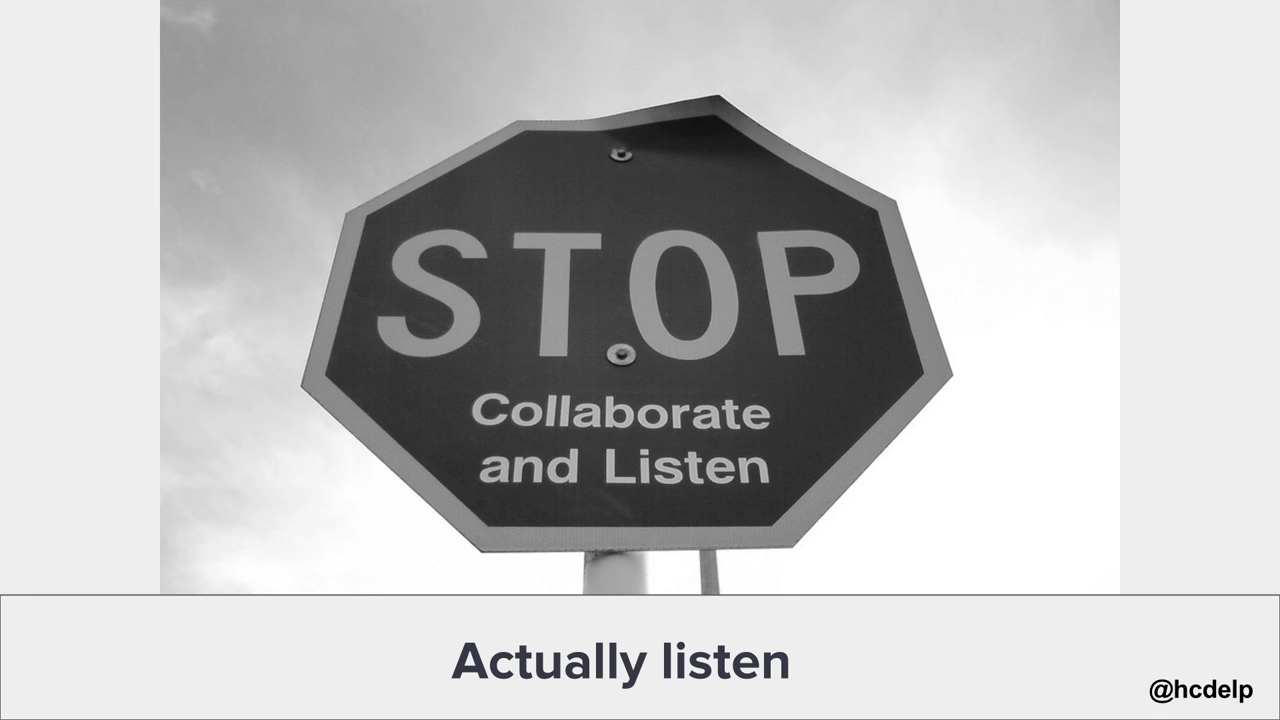 STOP
Collaborate
and Listen
Actually listen
@hcdelp